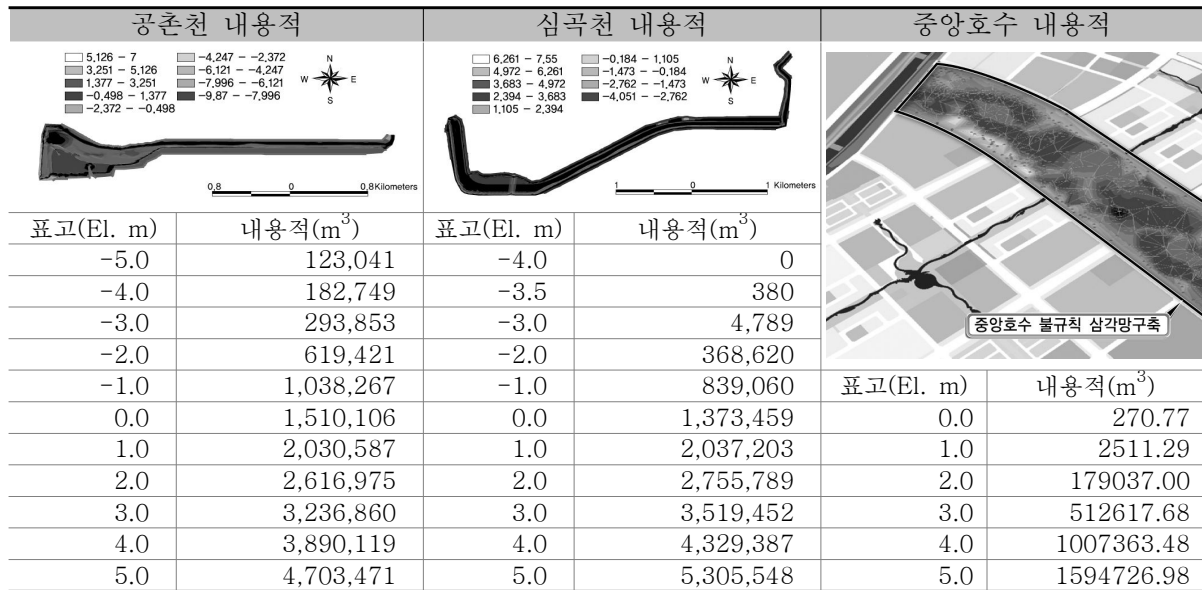 공촌천 내용적 심곡천 내용적 중앙호수 내용적
5,126 - 7 -4,247 - -2,372
3,251 - 5,126 -6,121 - -4,247
1,377 - 3,251 -7,996 - -6,121
-0,498 - 1,377 -9,87 - -7,996
-2,372 - -0,498
N
W E
S
0,8 0 0,8 Kilometers
6,261 - 7,55 -0,184 - 1,105
4,972 - 6,261 -1,473 - -0,184
3,683 - 4,972 -2,762 - -1,473
2,394 - 3,683 -4,051 - -2,762
1,105 - 2,394
N
W E
S
1 0 1 Kilometers
중앙호수 불규칙 삼각망구축
표고(El. m) 내용적(m³) 표고(El. m) 내용적(m³)
-5.0 123,041 -4.0 0
-4.0 182,749 -3.5 380
-3.0 293,853 -3.0 4,789
-2.0 619,421 -2.0 368,620
-1.0 1,038,267 -1.0 839,060 표고(El. m) 내용적(m³)
0.0 1,510,106 0.0 1,373,459 0.0 270.77
1.0 2,030,587 1.0 2,037,203 1.0 2511.29
2.0 2,616,975 2.0 2,755,789 2.0 179037.00
3.0 3,236,860 3.0 3,519,452 3.0 512617.68
4.0 3,890,119 4.0 4,329,387 4.0 1007363.48
5.0 4,703,471 5.0 5,305,548 5.0 1594726.98